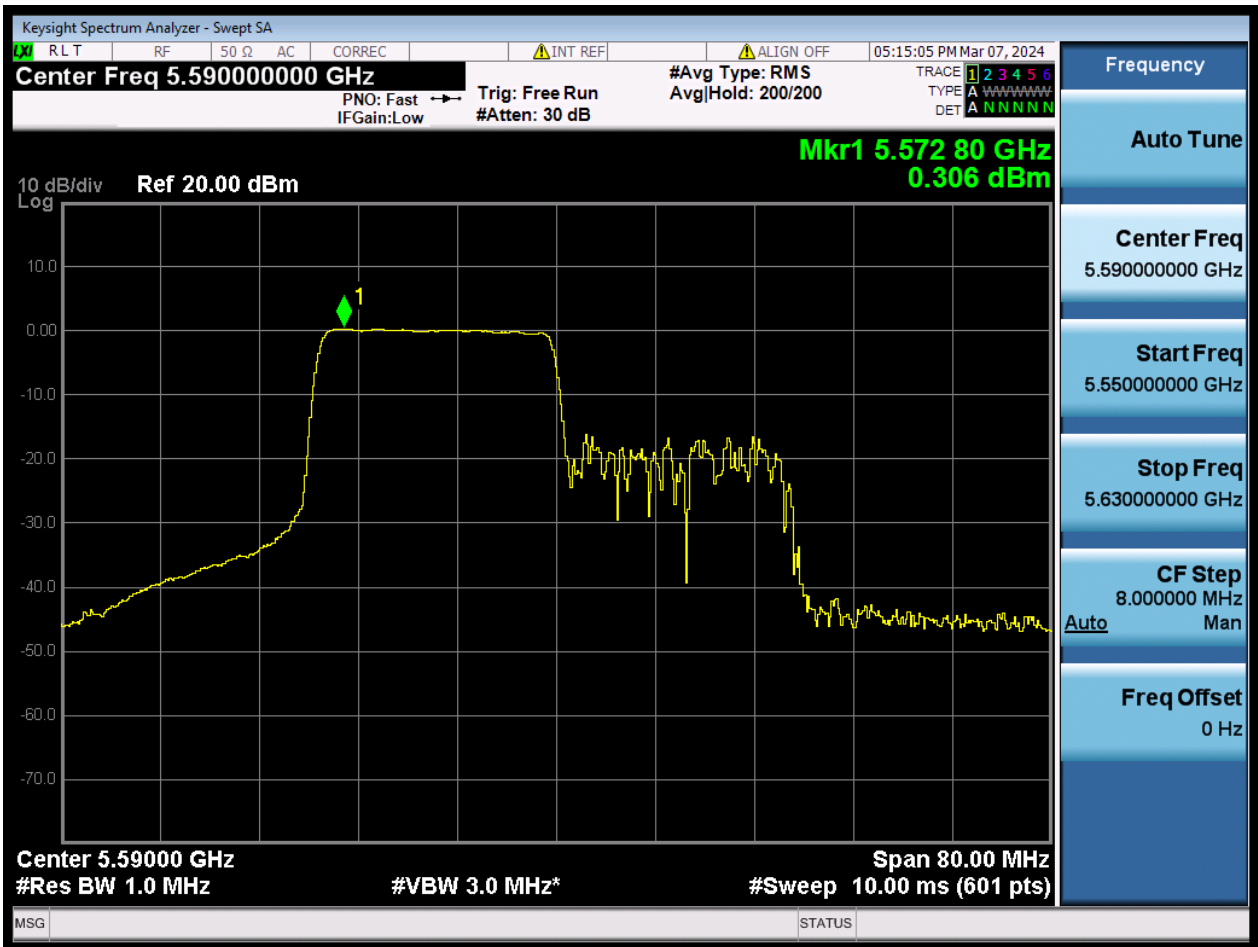 Keysight Spectrum Analyzer - Swept SA
LXI RLT RF 50 Ω AC CORREC INT REF ALIGN OFF 05:15:05 PM Mar 07, 2024
Center Freq 5.590000000 GHz
PNO: Fast
IFGain:Low
Trig: Free Run
#Atten: 30 dB
#Avg Type: RMS
Avg|Hold: 200/200
TRACE 1 2 3 4 5 6
TYPE A WWWWW
DET A N N N N N
Mkr1 5.572 80 GHz
0.306 dBm
10 dB/div Ref 20.00 dBm
Log
1
10.0
0.00
-10.0
-20.0
-30.0
-40.0
-50.0
-60.0
-70.0
Center 5.59000 GHz Span 80.00 MHz
#Res BW 1.0 MHz #VBW 3.0 MHz* #Sweep 10.00 ms (601 pts)
MSG STATUS
Frequency
Auto Tune
Center Freq
5.590000000 GHz
Start Freq
5.550000000 GHz
Stop Freq
5.630000000 GHz
CF Step
8.000000 MHz
Auto Man
Freq Offset
0 Hz